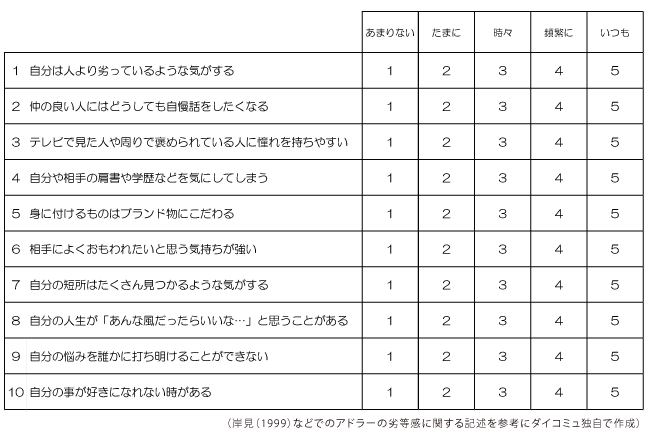 あまりない たまに 時々 頻繁に いつも
1 自分は人より劣っているような気がする 1 2 3 4 5
2 仲の良い人にはどうしても自慢話をしたくなる 1 2 3 4 5
3 テレビで見た人や周りで褒められている人に憧れを持ちやすい 1 2 3 4 5
4 自分や相手の肩書や学歴などを気にしてしまう 1 2 3 4 5
5 身に付けるものはブランド物にこだわる 1 2 3 4 5
6 相手によくおもわれたいと思う気持ちが強い 1 2 3 4 5
7 自分の短所はたくさん見つかるような気がする 1 2 3 4 5
8 自分の人生が「あんな風だったらいいな…」と思うことがある 1 2 3 4 5
9 自分の悩みを誰かに打ち明けることができない 1 2 3 4 5
10 自分の事が好きになれない時がある 1 2 3 4 5
（岸見（1999）などでのアドラーの劣等感に関する記述を参考にダイコミュ独自で作成）